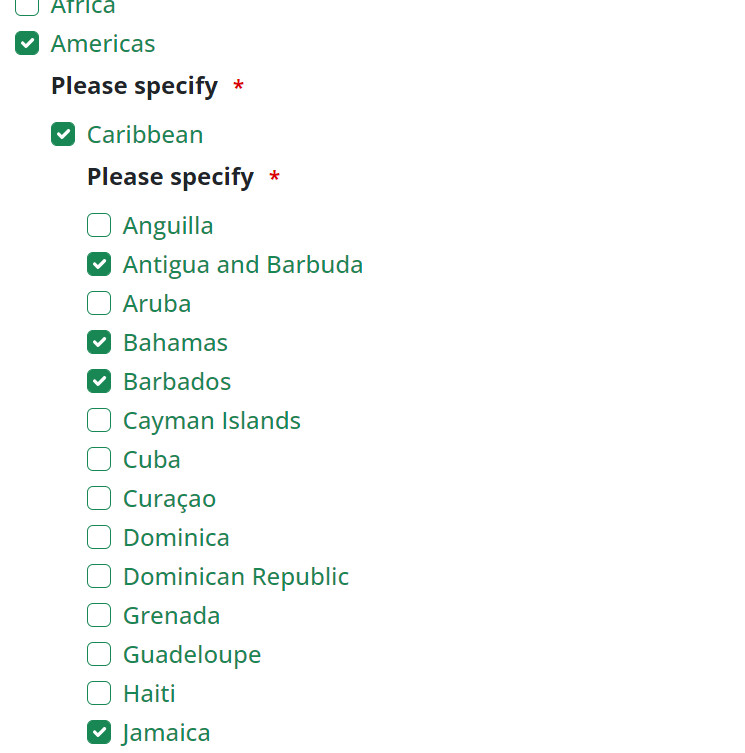 Africa
Americas
Please specify *
Caribbean
Please specify *
Anguilla
Antigua and Barbuda
Aruba
Bahamas
Barbados
Cayman Islands
Cuba
Curaçao
Dominica
Dominican Republic
Grenada
Guadeloupe
Haiti
Jamaica